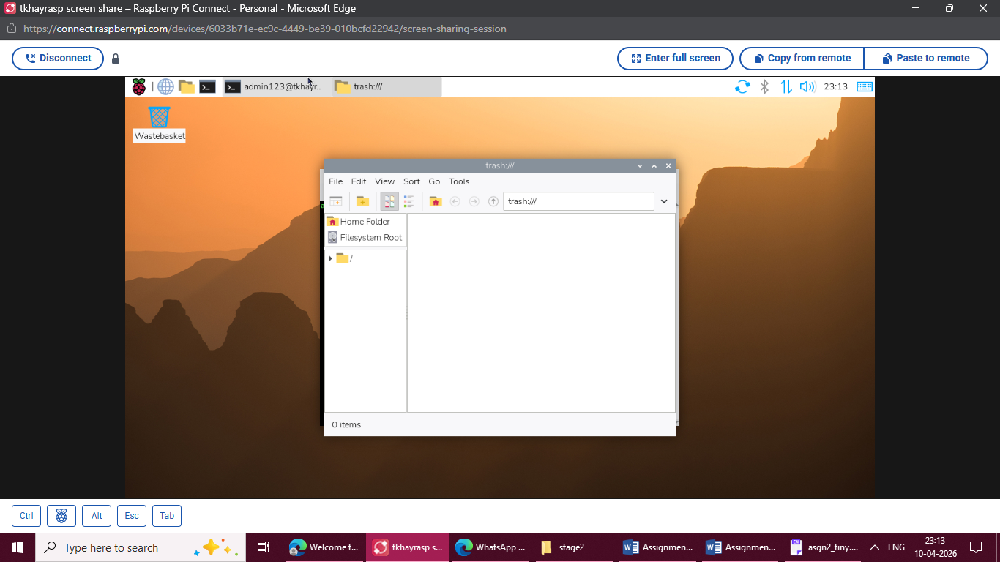 tkhayrasp screen share – Raspberry Pi Connect - Personal - Microsoft Edge
https://connect.raspberrypi.com/devices/6033b71e-ec9c-4449-be39-010bcfd22942/screen-sharing-session
Disconnect
Enter full screen
Copy from remote
Paste to remote
admin123@tkhayr..
trash:///
23:13
Wastebasket
trash:///
File Edit View Sort Go Tools
trash:///
Home Folder
Filesystem Root
/
0 items
Ctrl
Alt
Esc
Tab
Type here to search
Welcome t...
tkhayrasp s...
WhatsApp ...
stage2
Assignmen...
Assignmen...
asgn2_tiny....
ENG
23:13
10-04-2026